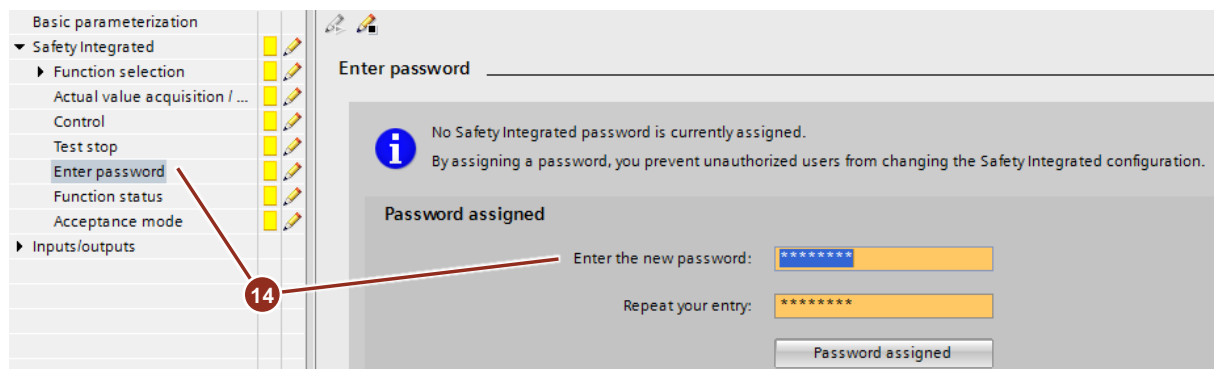 Basic parameterization
Safety Integrated
Function selection
Actual value acquisition / ...
Control
Test stop
Enter password
Function status
Acceptance mode
Inputs/outputs
14
Enter password
No Safety Integrated password is currently assigned.
By assigning a password, you prevent unauthorized users from changing the Safety Integrated configuration.
Password assigned
Enter the new password: ********
Repeat your entry: ********
Password assigned